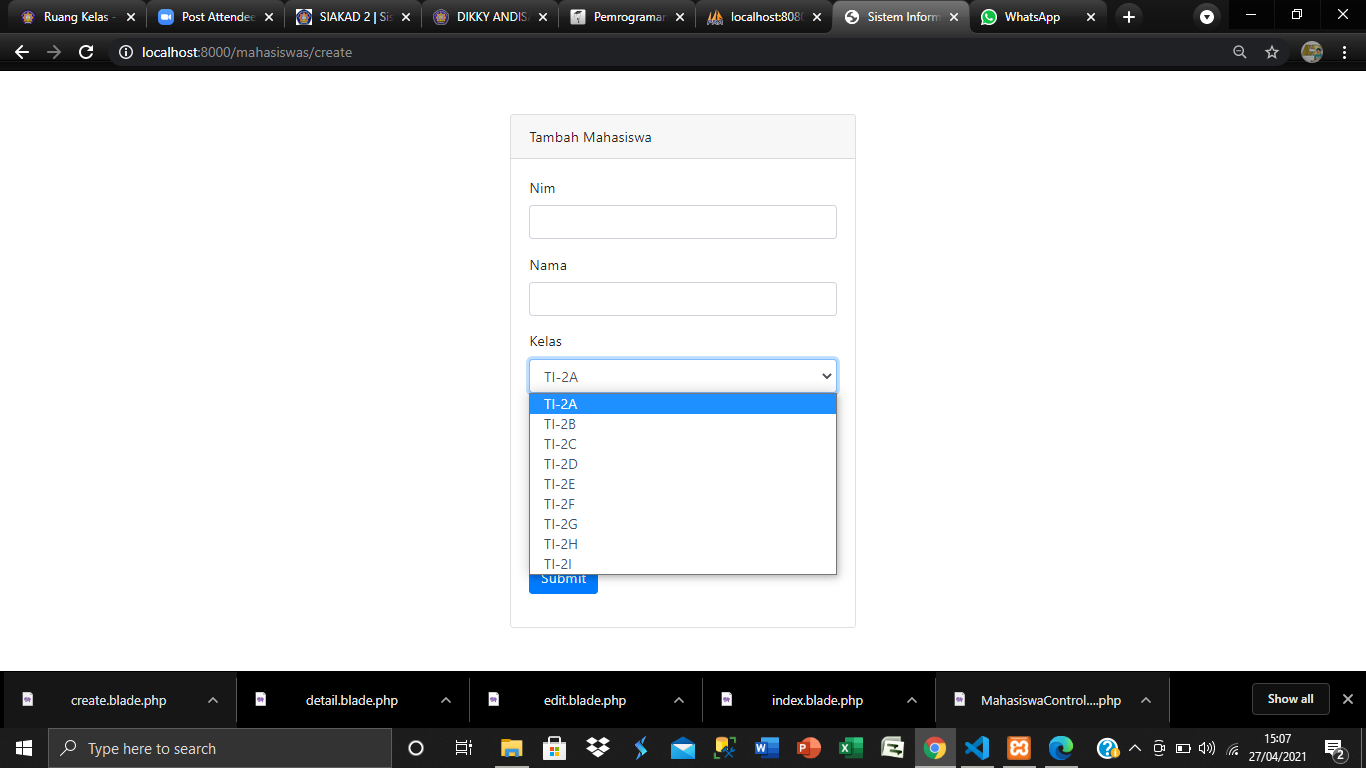 Ruang Kelas -
Post Attendee
SIAKAD 2 | Sis
DIKKY ANDIS
Pemrograman
localhost:8080
Sistem Inform
WhatsApp
localhost:8000/mahasiswas/create
Tambah Mahasiswa
Nim
Nama
Kelas
TI-2A
TI-2A
TI-2B
TI-2C
TI-2D
TI-2E
TI-2F
TI-2G
TI-2H
TI-2I
Submit
create.blade.php
detail.blade.php
edit.blade.php
index.blade.php
MahasiswaControl....php
Show all
Type here to search
15:07
27/04/2021
2